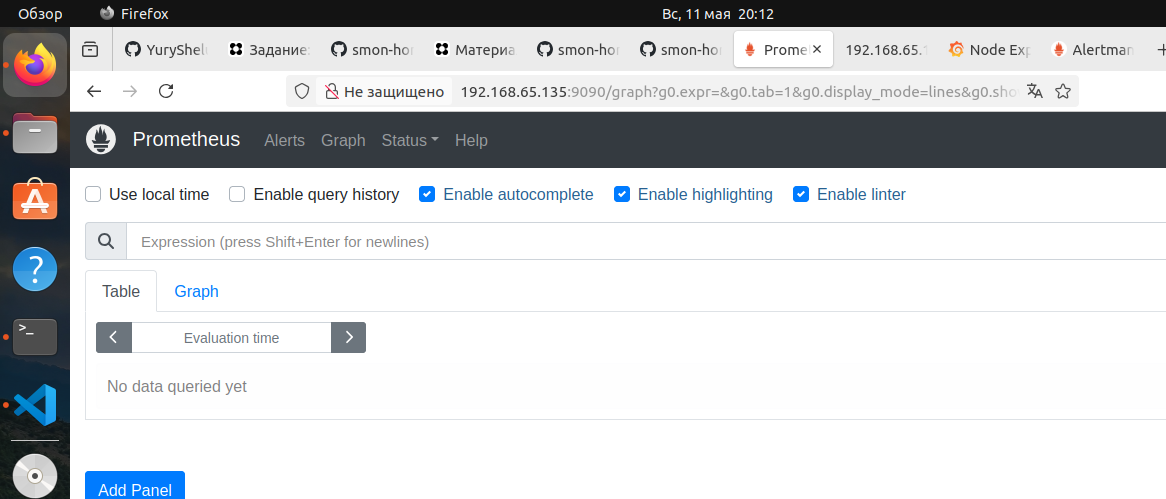 Обзор Firefox Вс, 11 мая 20:12
YuryShel Задание: smon-hor Материа smon-hor smon-hor Prome 192.168.65.1 Node Exp Alertman
Не защищено 192.168.65.135:9090/graph?g0.expr=&g0.tab=1&g0.display_mode=lines&g0.sho
Prometheus Alerts Graph Status Help
Use local time Enable query history Enable autocomplete Enable highlighting Enable linter
Expression (press Shift+Enter for newlines)
Table Graph
Evaluation time
No data queried yet
Add Panel